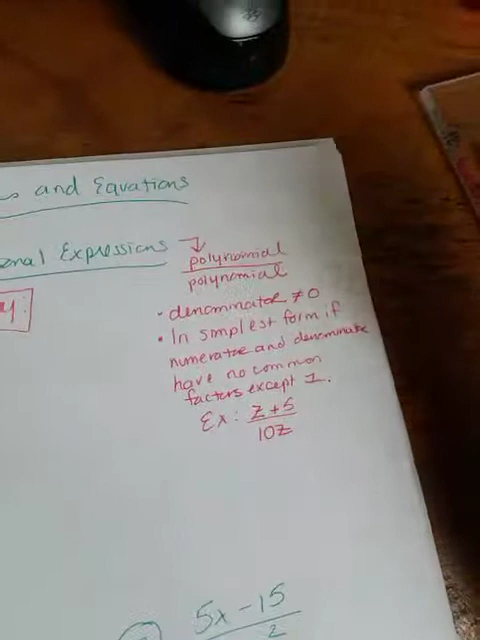 and Equations
Expressions → polynomial
polynomial
• denominator ≠ 0
• In simplest form if
numerator and denominator
have no common
factors except 1.
Ex: z+5
10z
5x-15
2